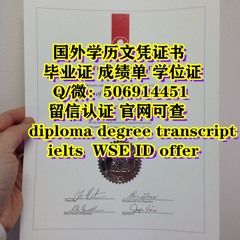 国外学历文凭证书
毕业证 成绩单 学位证
Q/微：506914451
留信认证 官网可查
diploma degree transcript
ielts  WSE ID offer